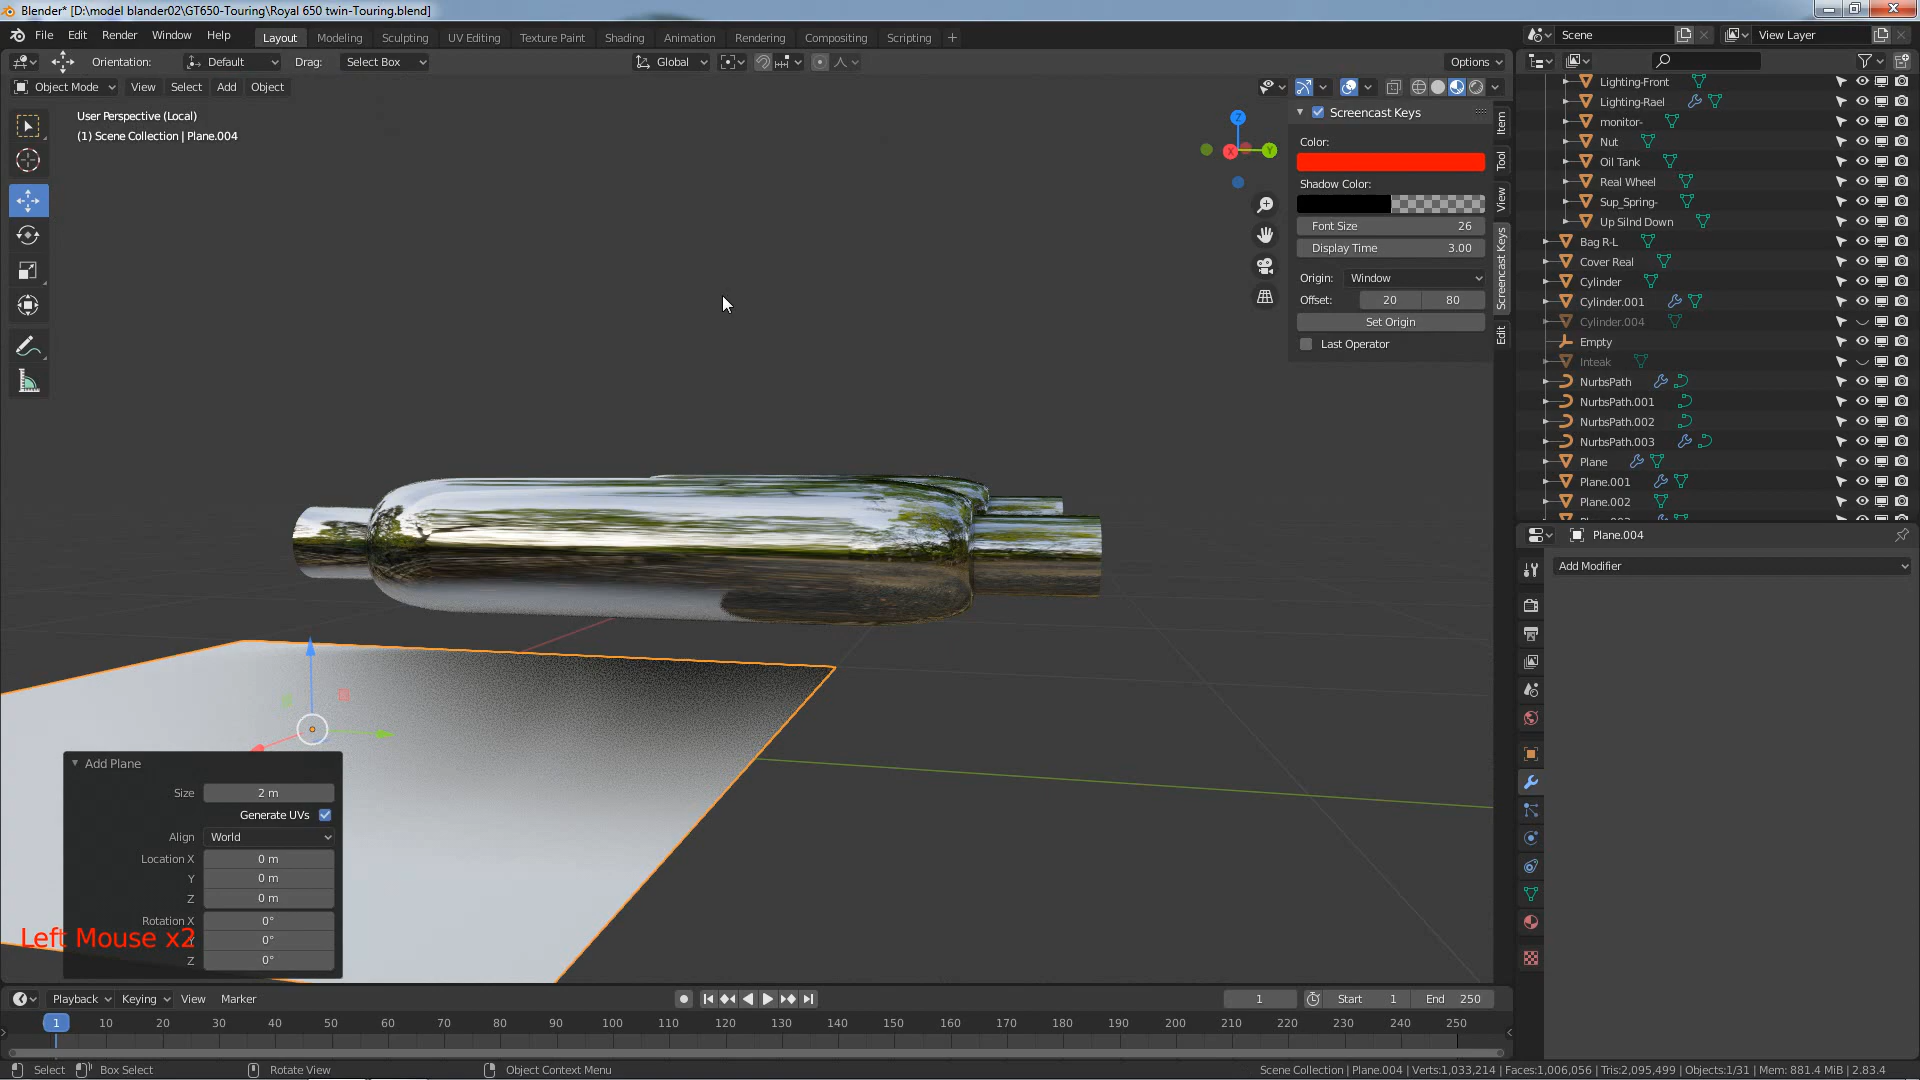 Blender* [D:\model blander02\GT650-Touring\Royal 650 twin-Touring.blend]
File Edit Render Window Help
Layout Modeling Sculpting UV Editing Texture Paint Shading Animation Rendering Compositing Scripting +
Scene
View Layer
Orientation: Default Drag: Select Box
Global
Options
Object Mode View Select Add Object
User Perspective (Local)
(1) Scene Collection | Plane.004
Z
Y
X
Screencast Keys
Color:
Shadow Color:
Font Size 26
Display Time 3.00
Origin: Window
Offset: 20 80
Set Origin
Last Operator
Item
Tool
View
Screencast Keys
Edit
Lighting-Front
Lighting-Rael
monitor-
Nut
Oil Tank
Real Wheel
Sup_Spring-
Up Silnd Down
Bag R-L
Cover Real
Cylinder
Cylinder.001
Cylinder.004
Empty
Inteak
NurbsPath
NurbsPath.001
NurbsPath.002
NurbsPath.003
Plane
Plane.001
Plane.002
Plane.004
Add Modifier
Add Plane
Size 2 m
Generate UVs
Align World
Location X 0 m
Y 0 m
Z 0 m
Rotation X 0°
Y 0°
Z 0°
Left Mouse x2
Playback Keying View Marker
1
Start 1
End 250
1 10 20 30 40 50 60 70 80 90 100 110 120 130 140 150 160 170 180 190 200 210 220 230 240 250
Select Box Select Rotate View Object Context Menu
Scene Collection | Plane.004 | Verts:1,033,214 | Faces:1,006,056 | Tris:2,095,499 | Objects:1/31 | Mem: 881.4 MiB | 2.83.4